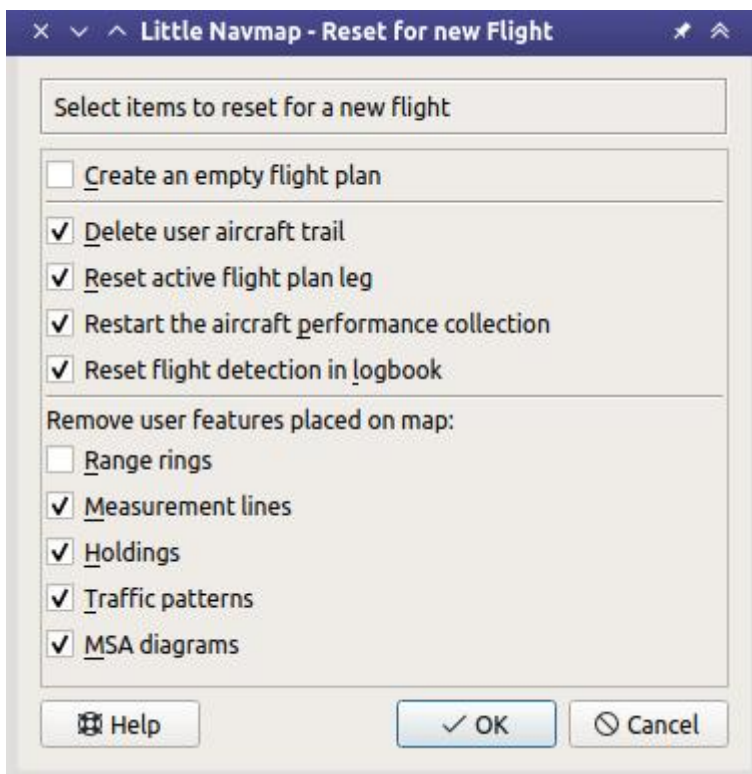 Little Navmap - Reset for new Flight
Select items to reset for a new flight
Create an empty flight plan
Delete user aircraft trail
Reset active flight plan leg
Restart the aircraft performance collection
Reset flight detection in logbook
Remove user features placed on map:
Range rings
Measurement lines
Holdings
Traffic patterns
MSA diagrams
Help OK Cancel